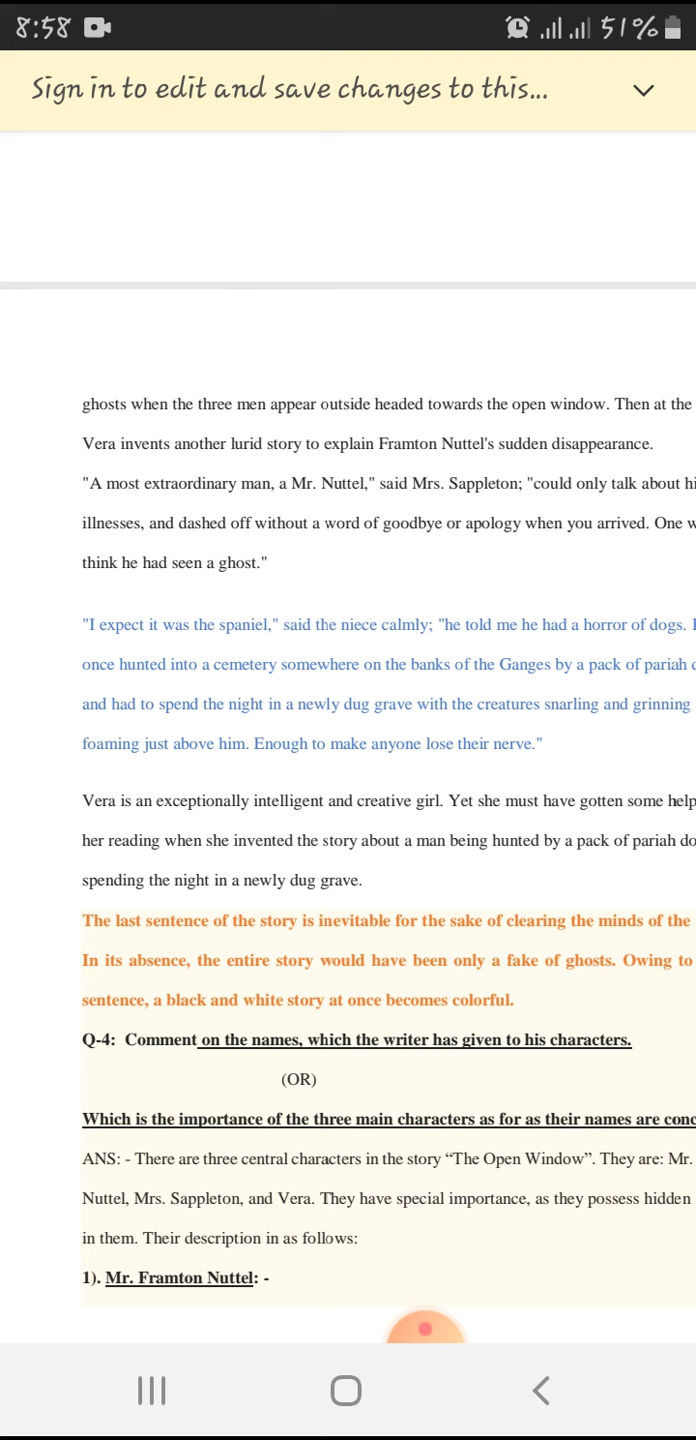 8:58
51%
Sign in to edit and save changes to this...
ghosts when the three men appear outside headed towards the open window. Then at the
Vera invents another lurid story to explain Framton Nuttel's sudden disappearance.
"A most extraordinary man, a Mr. Nuttel," said Mrs. Sappleton; "could only talk about hi
illnesses, and dashed off without a word of goodbye or apology when you arrived. One w
think he had seen a ghost."
"I expect it was the spaniel," said the niece calmly; "he told me he had a horror of dogs.
once hunted into a cemetery somewhere on the banks of the Ganges by a pack of pariah
and had to spend the night in a newly dug grave with the creatures snarling and grinning
foaming just above him. Enough to make anyone lose their nerve."
Vera is an exceptionally intelligent and creative girl. Yet she must have gotten some help
her reading when she invented the story about a man being hunted by a pack of pariah do
spending the night in a newly dug grave.
The last sentence of the story is inevitable for the sake of clearing the minds of the
In its absence, the entire story would have been only a fake of ghosts. Owing to
sentence, a black and white story at once becomes colorful.
Q-4: Comment on the names, which the writer has given to his characters.
(OR)
Which is the importance of the three main characters as for as their names are conc
ANS: - There are three central characters in the story “The Open Window”. They are: Mr.
Nuttel, Mrs. Sappleton, and Vera. They have special importance, as they possess hidden
in them. Their description in as follows:
1). Mr. Framton Nuttel: -